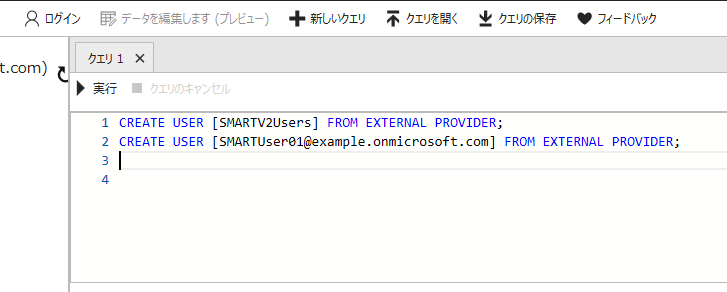 ログイン データを編集します (プレビュー) 新しいクエリ クエリを開く クエリの保存 フィードバック
t.com)
クエリ 1
実行 クエリのキャンセル
1 CREATE USER [SMARTV2Users] FROM EXTERNAL PROVIDER;
2 CREATE USER [SMARTUser01@example.onmicrosoft.com] FROM EXTERNAL PROVIDER;
3
4